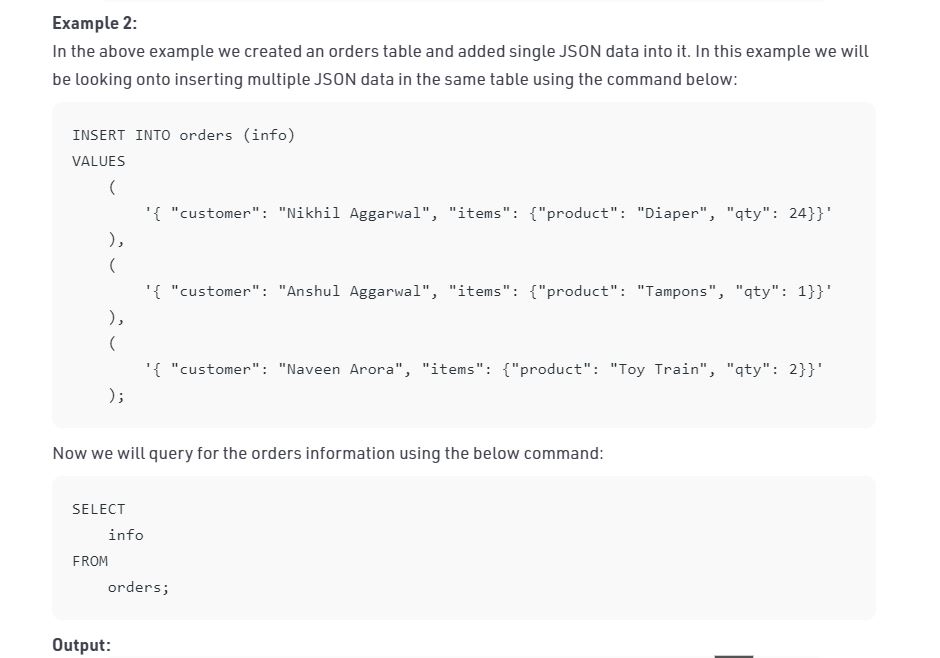 Example 2:
In the above example we created an orders table and added single JSON data into it. In this example we will
be looking onto inserting multiple JSON data in the same table using the command below:
INSERT INTO orders (info)
VALUES
(
'{ "customer": "Nikhil Aggarwal", "items": {"product": "Diaper", "qty": 24}}'
),
(
'{ "customer": "Anshul Aggarwal", "items": {"product": "Tampons", "qty": 1}}'
),
(
'{ "customer": "Naveen Arora", "items": {"product": "Toy Train", "qty": 2}}'
);
Now we will query for the orders information using the below command:
SELECT
info
FROM
orders;
Output: